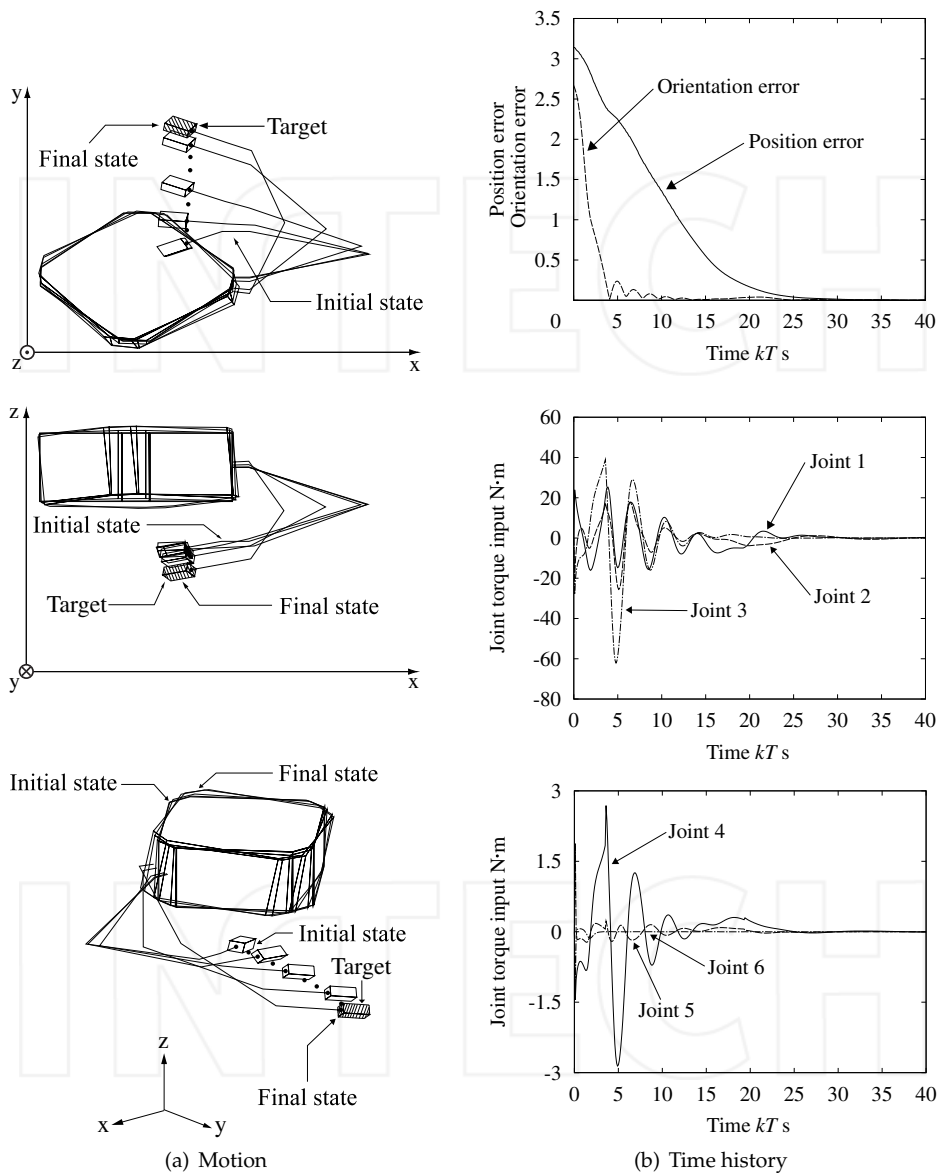 y
Final state
Target
Initial state
z
x
z
Initial state
Target
Final state
y
x
Initial state
Final state
Initial state
Target
Final state
z
x
y
(a) Motion
3.5
3
2.5
2
1.5
1
0.5
Position error
Orientation error
Orientation error
Position error
0
5
10
15
20
25
30
35
40
Time kT s
60
40
20
0
-20
-40
-60
-80
Joint torque input N·m
Joint 1
Joint 2
Joint 3
0
5
10
15
20
25
30
35
40
Time kT s
3
1.5
0
-1.5
-3
Joint torque input N·m
Joint 4
Joint 6
Joint 5
0
5
10
15
20
25
30
35
40
Time kT s
(b) Time history
INTECH
INTECH